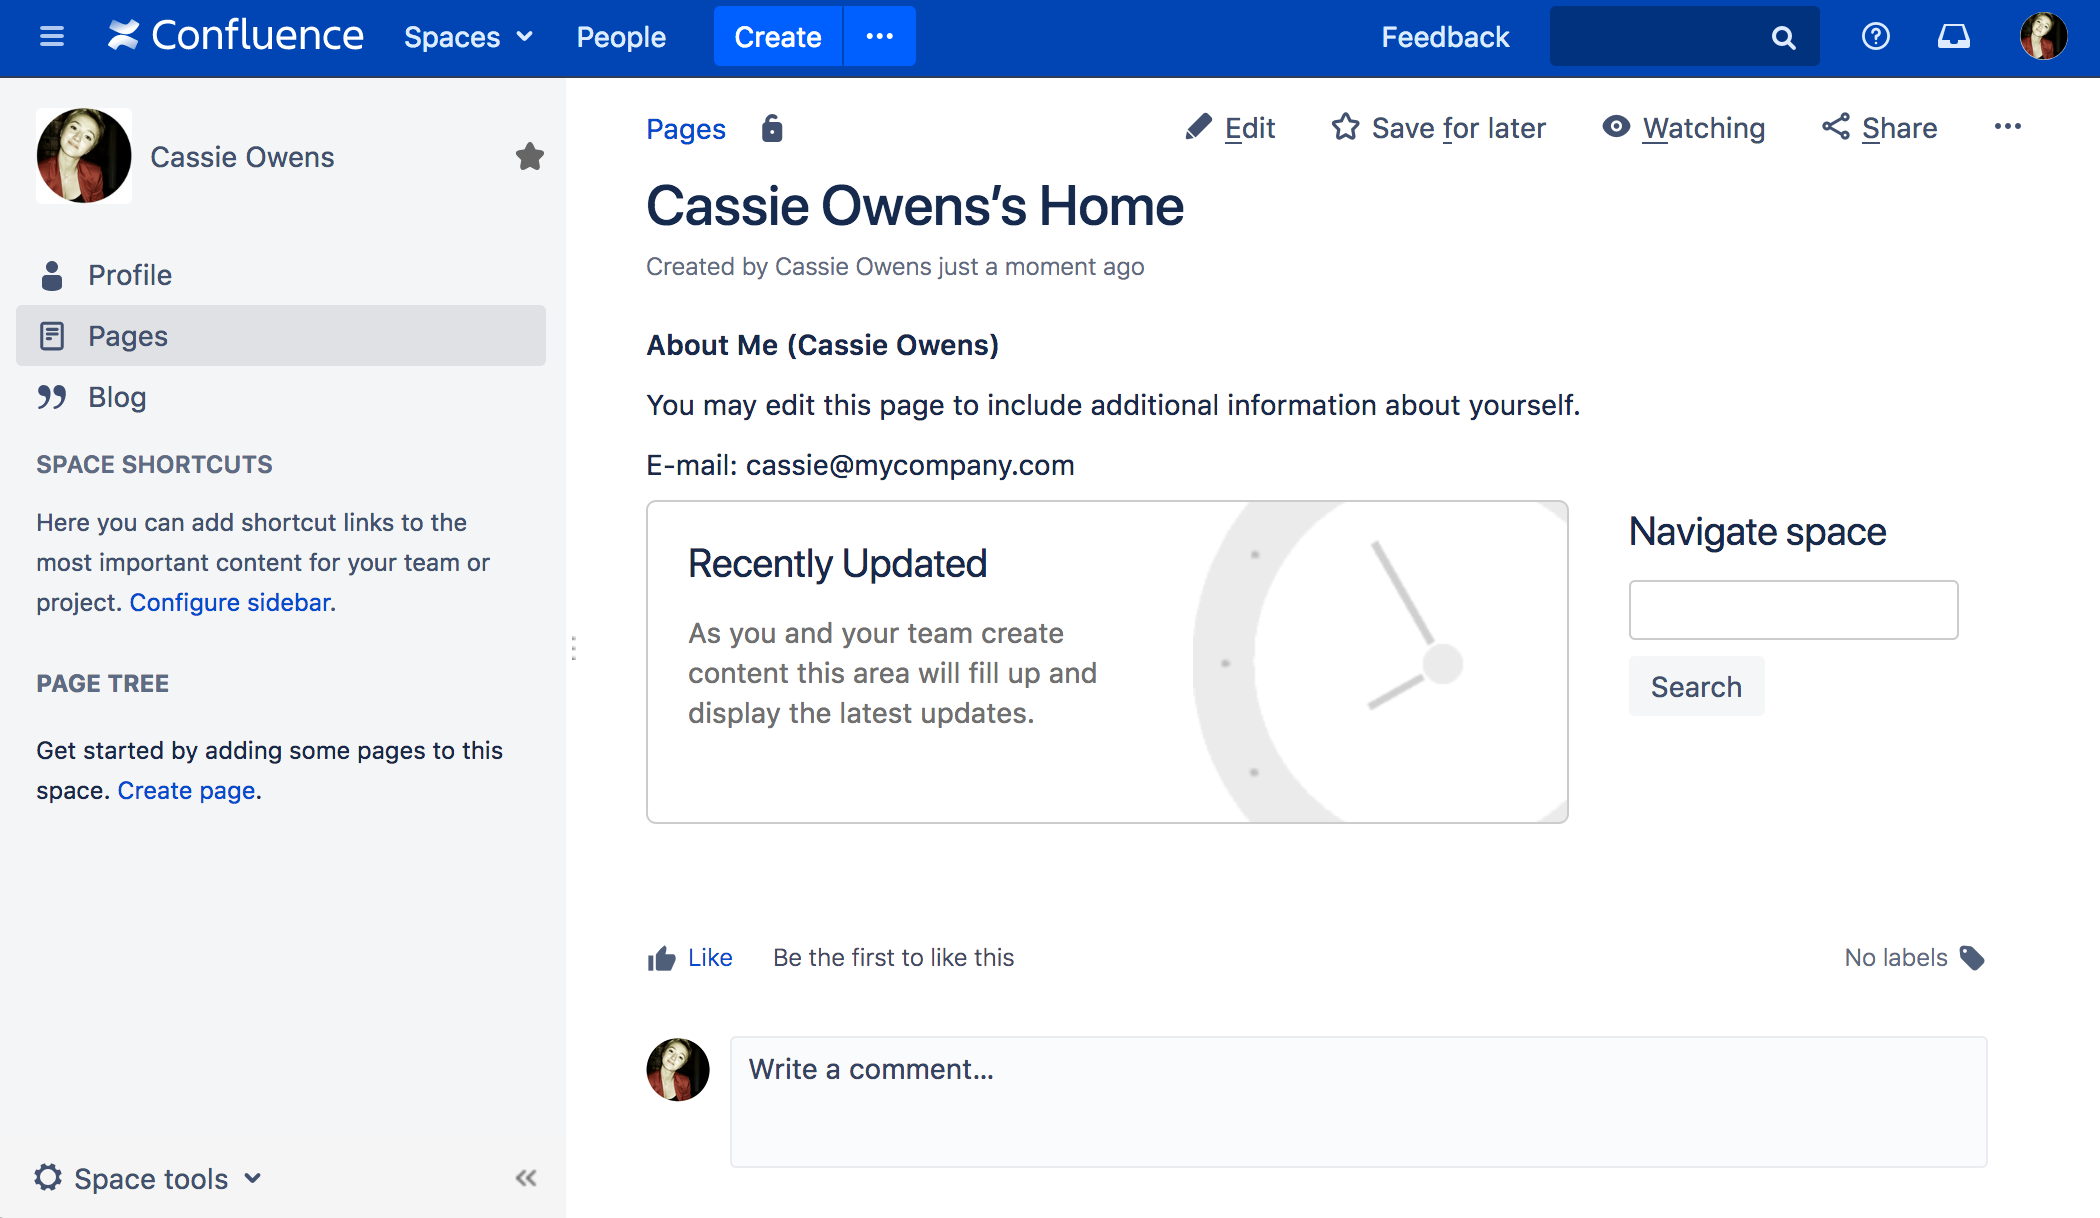 Confluence Spaces People Create Feedback
Cassie Owens
Profile
Pages
Blog
SPACE SHORTCUTS
Here you can add shortcut links to the
most important content for your team or
project. Configure sidebar.
PAGE TREE
Get started by adding some pages to this
space. Create page.
Space tools
Pages Edit Save for later Watching Share
Cassie Owens's Home
Created by Cassie Owens just a moment ago
About Me (Cassie Owens)
You may edit this page to include additional information about yourself.
E-mail: cassie@mycompany.com
Recently Updated
As you and your team create
content this area will fill up and
display the latest updates.
Navigate space
Search
Like Be the first to like this No labels
Write a comment...